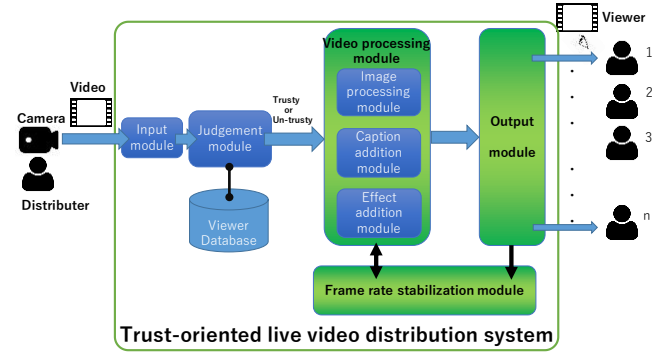 Video
Camera
Distributer
Input
module
Judgement
module
Viewer
Database
Trusty
or
Un-trusty
Video processing
module
Image
processing
module
Caption
addition
module
Effect
addition
module
Output
module
Frame rate stabilization module
Trust-oriented live video distribution system
Viewer
1
2
3
n